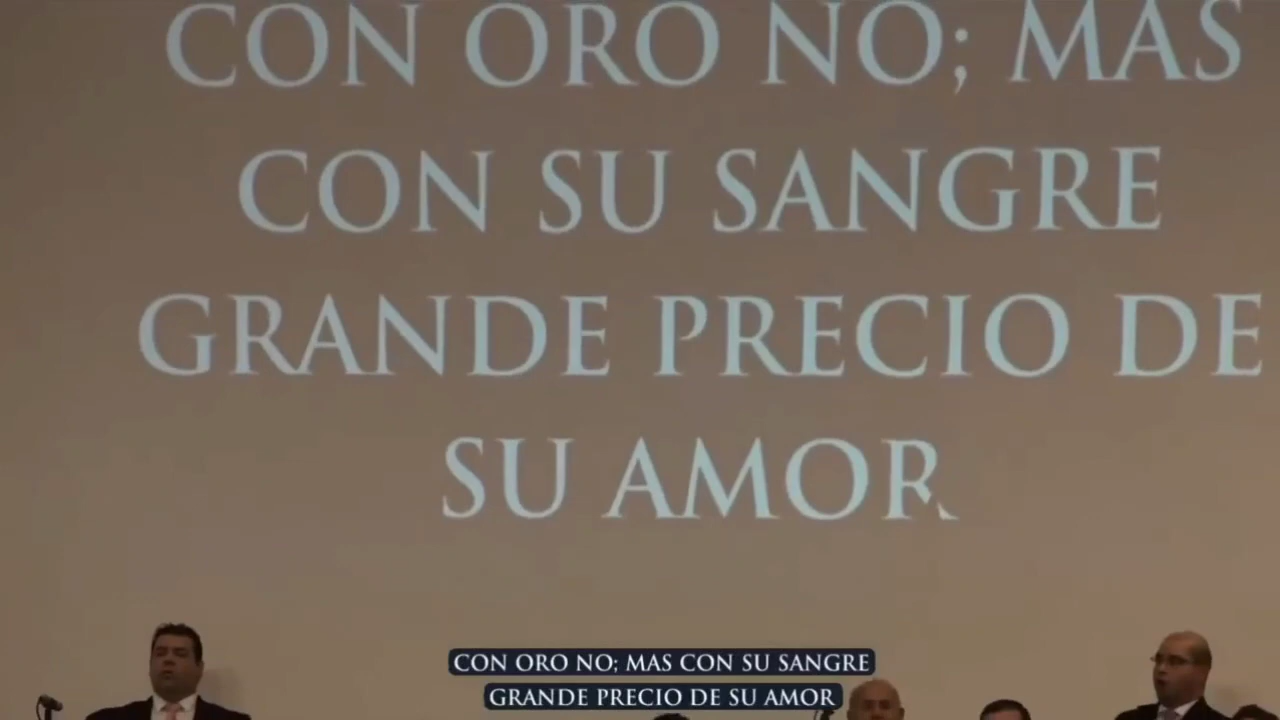 CON ORO NO; MAS
CON SU SANGRE
GRANDE PRECIO DE
SU AMOR
CON ORO NO; MAS CON SU SANGRE
GRANDE PRECIO DE SU AMOR